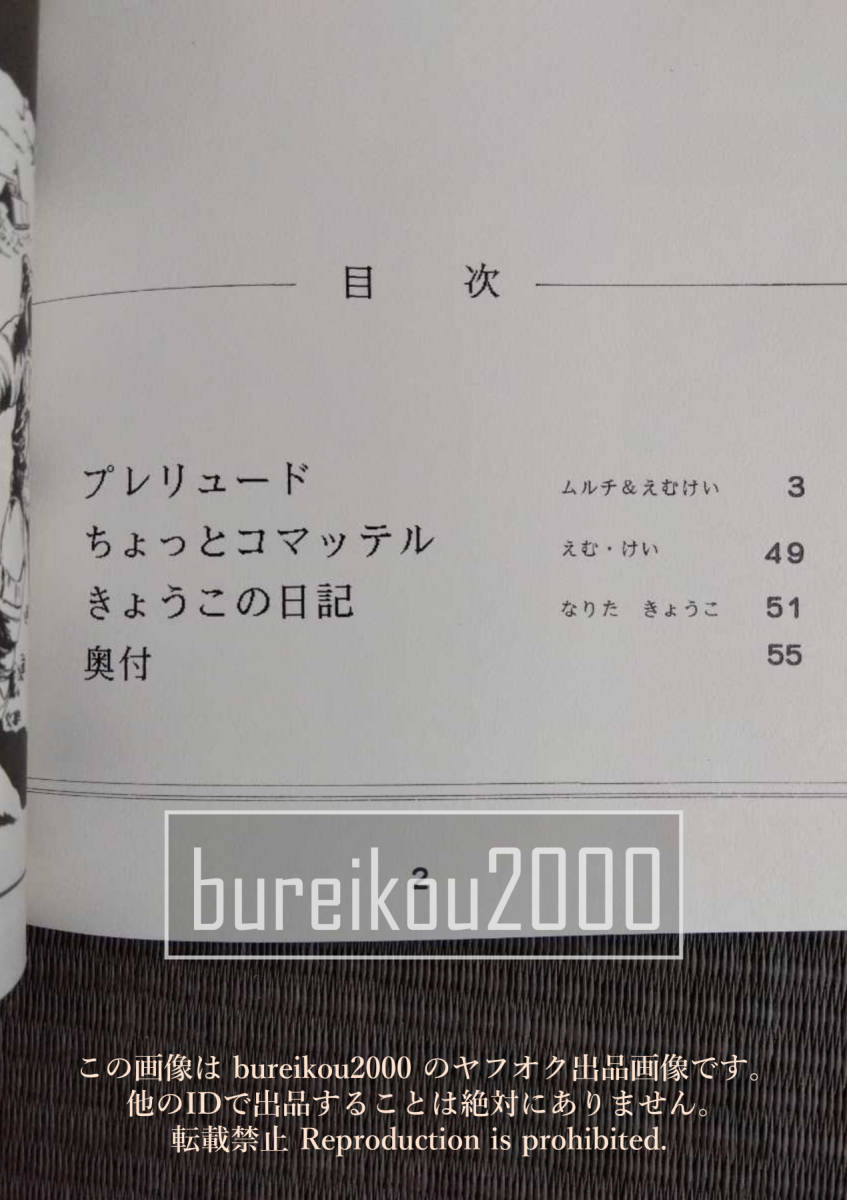 目　次
プレリュード　ムルチ＆えむけい　3
ちょっとコマッテル　えむ・けい　49
きょうこの日記　なりた　きょうこ　51
奥付　55
2
bureikou2000
この画像は bureikou2000 のヤフオク出品画像です。
他のIDで出品することは絶対にありません。
転載禁止 Reproduction is prohibited.